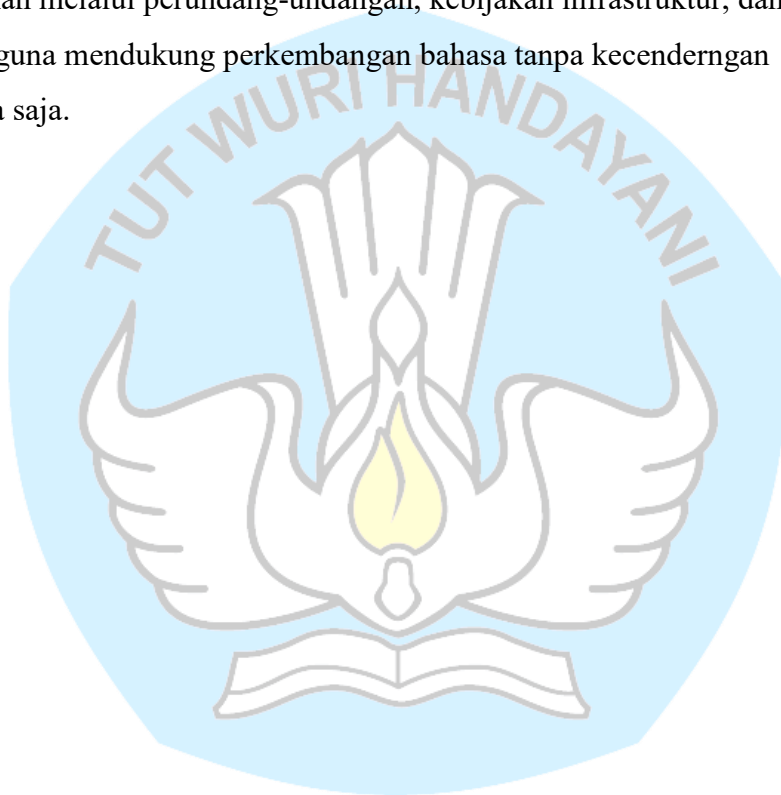 melalui perundang-undangan, kebijakan infrastruktur, dan
guna mendukung perkembangan bahasa tanpa kecenderngan
saja.
TUT WURI HANDAYANI